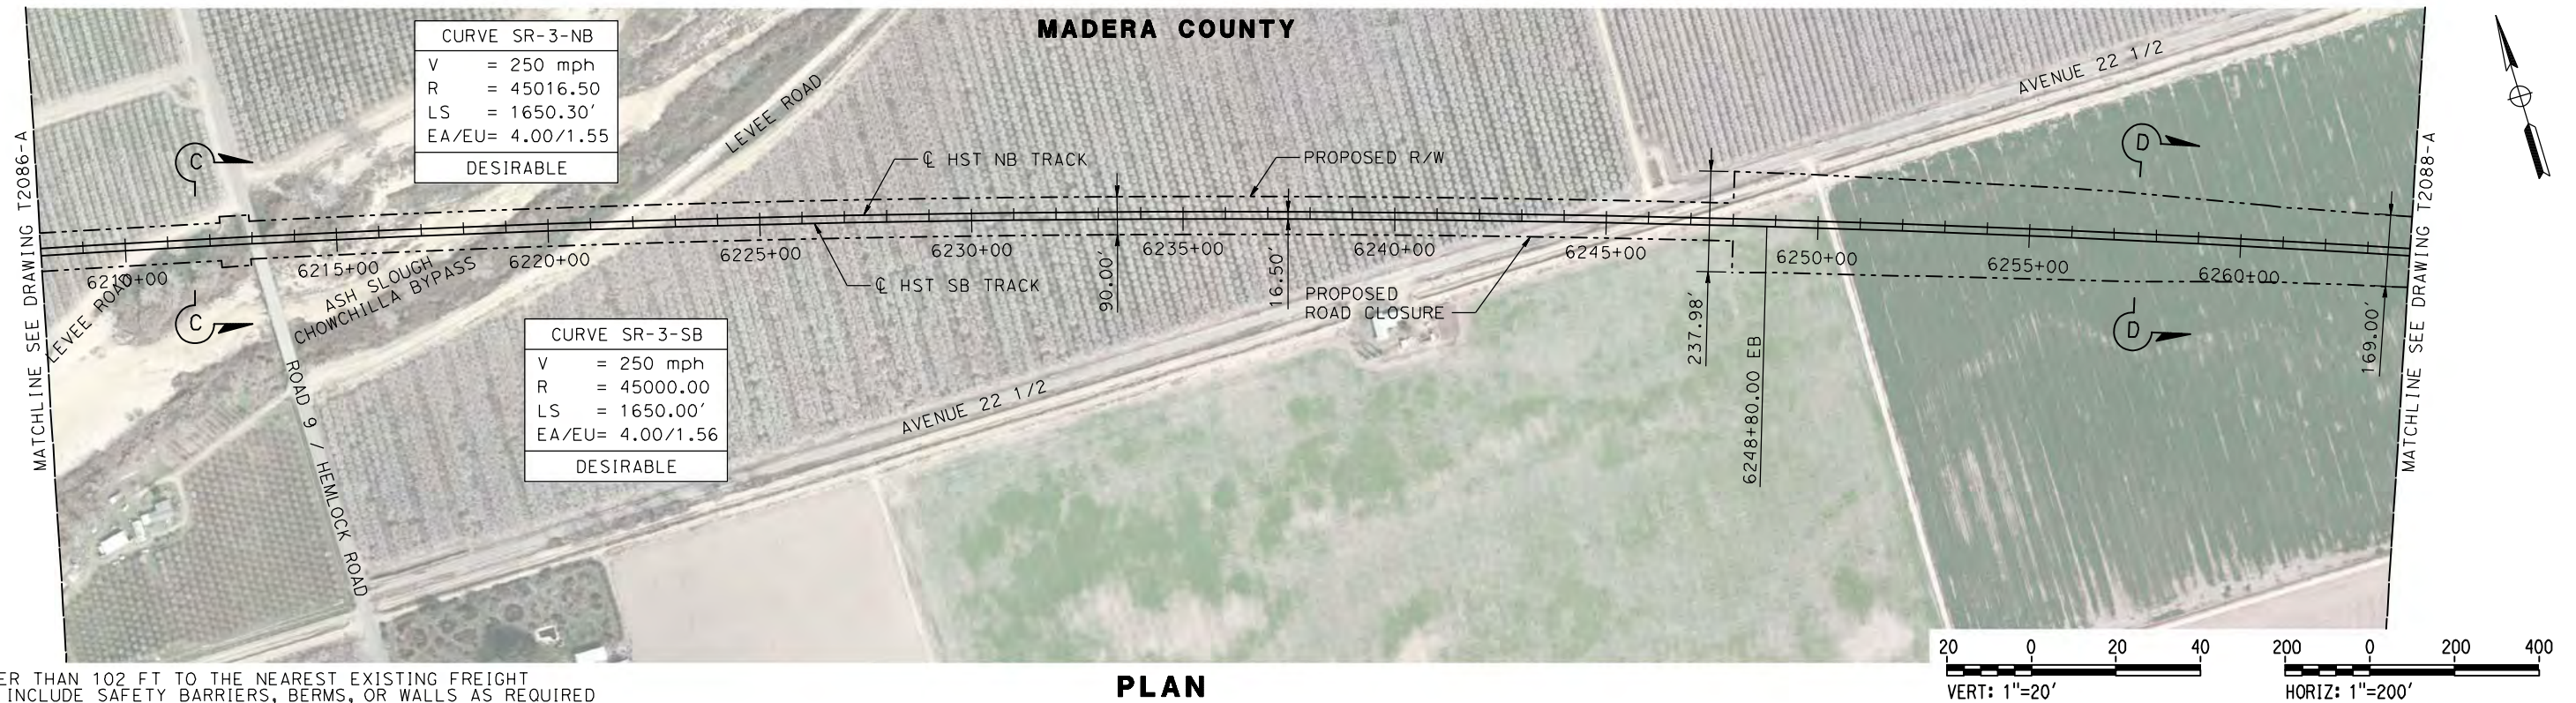 MADERA COUNTY
CURVE SR-3-NB
V = 250 mph
R = 45016.50
LS = 1650.30'
EA/EU= 4.00/1.55
DESIRABLE
LEVEE ROAD
AVENUE 22 1/2
MATCHLINE SEE DRAWING T2086-A
C
℄ HST NB TRACK
PROPOSED R/W
D
MATCHLINE SEE DRAWING T2088-A
6210+00
6215+00
6220+00
6225+00
6230+00
6235+00
6240+00
6245+00
6250+00
6255+00
6260+00
LEVEE ROAD
ASH SLOUGH
CHOWCHILLA BYPASS
℄ HST SB TRACK
90.00'
16.50'
PROPOSED
ROAD CLOSURE
237.98'
6248+80.00 EB
169.00'
C
D
ROAD 9 / HEMLOCK ROAD
CURVE SR-3-SB
V = 250 mph
R = 45000.00
LS = 1650.00'
EA/EU= 4.00/1.56
DESIRABLE
AVENUE 22 1/2
ER THAN 102 FT TO THE NEAREST EXISTING FREIGHT
INCLUDE SAFETY BARRIERS, BERMS, OR WALLS AS REQUIRED
PLAN
20 0 20 40
VERT: 1"=20'
200 0 200 400
HORIZ: 1"=200'